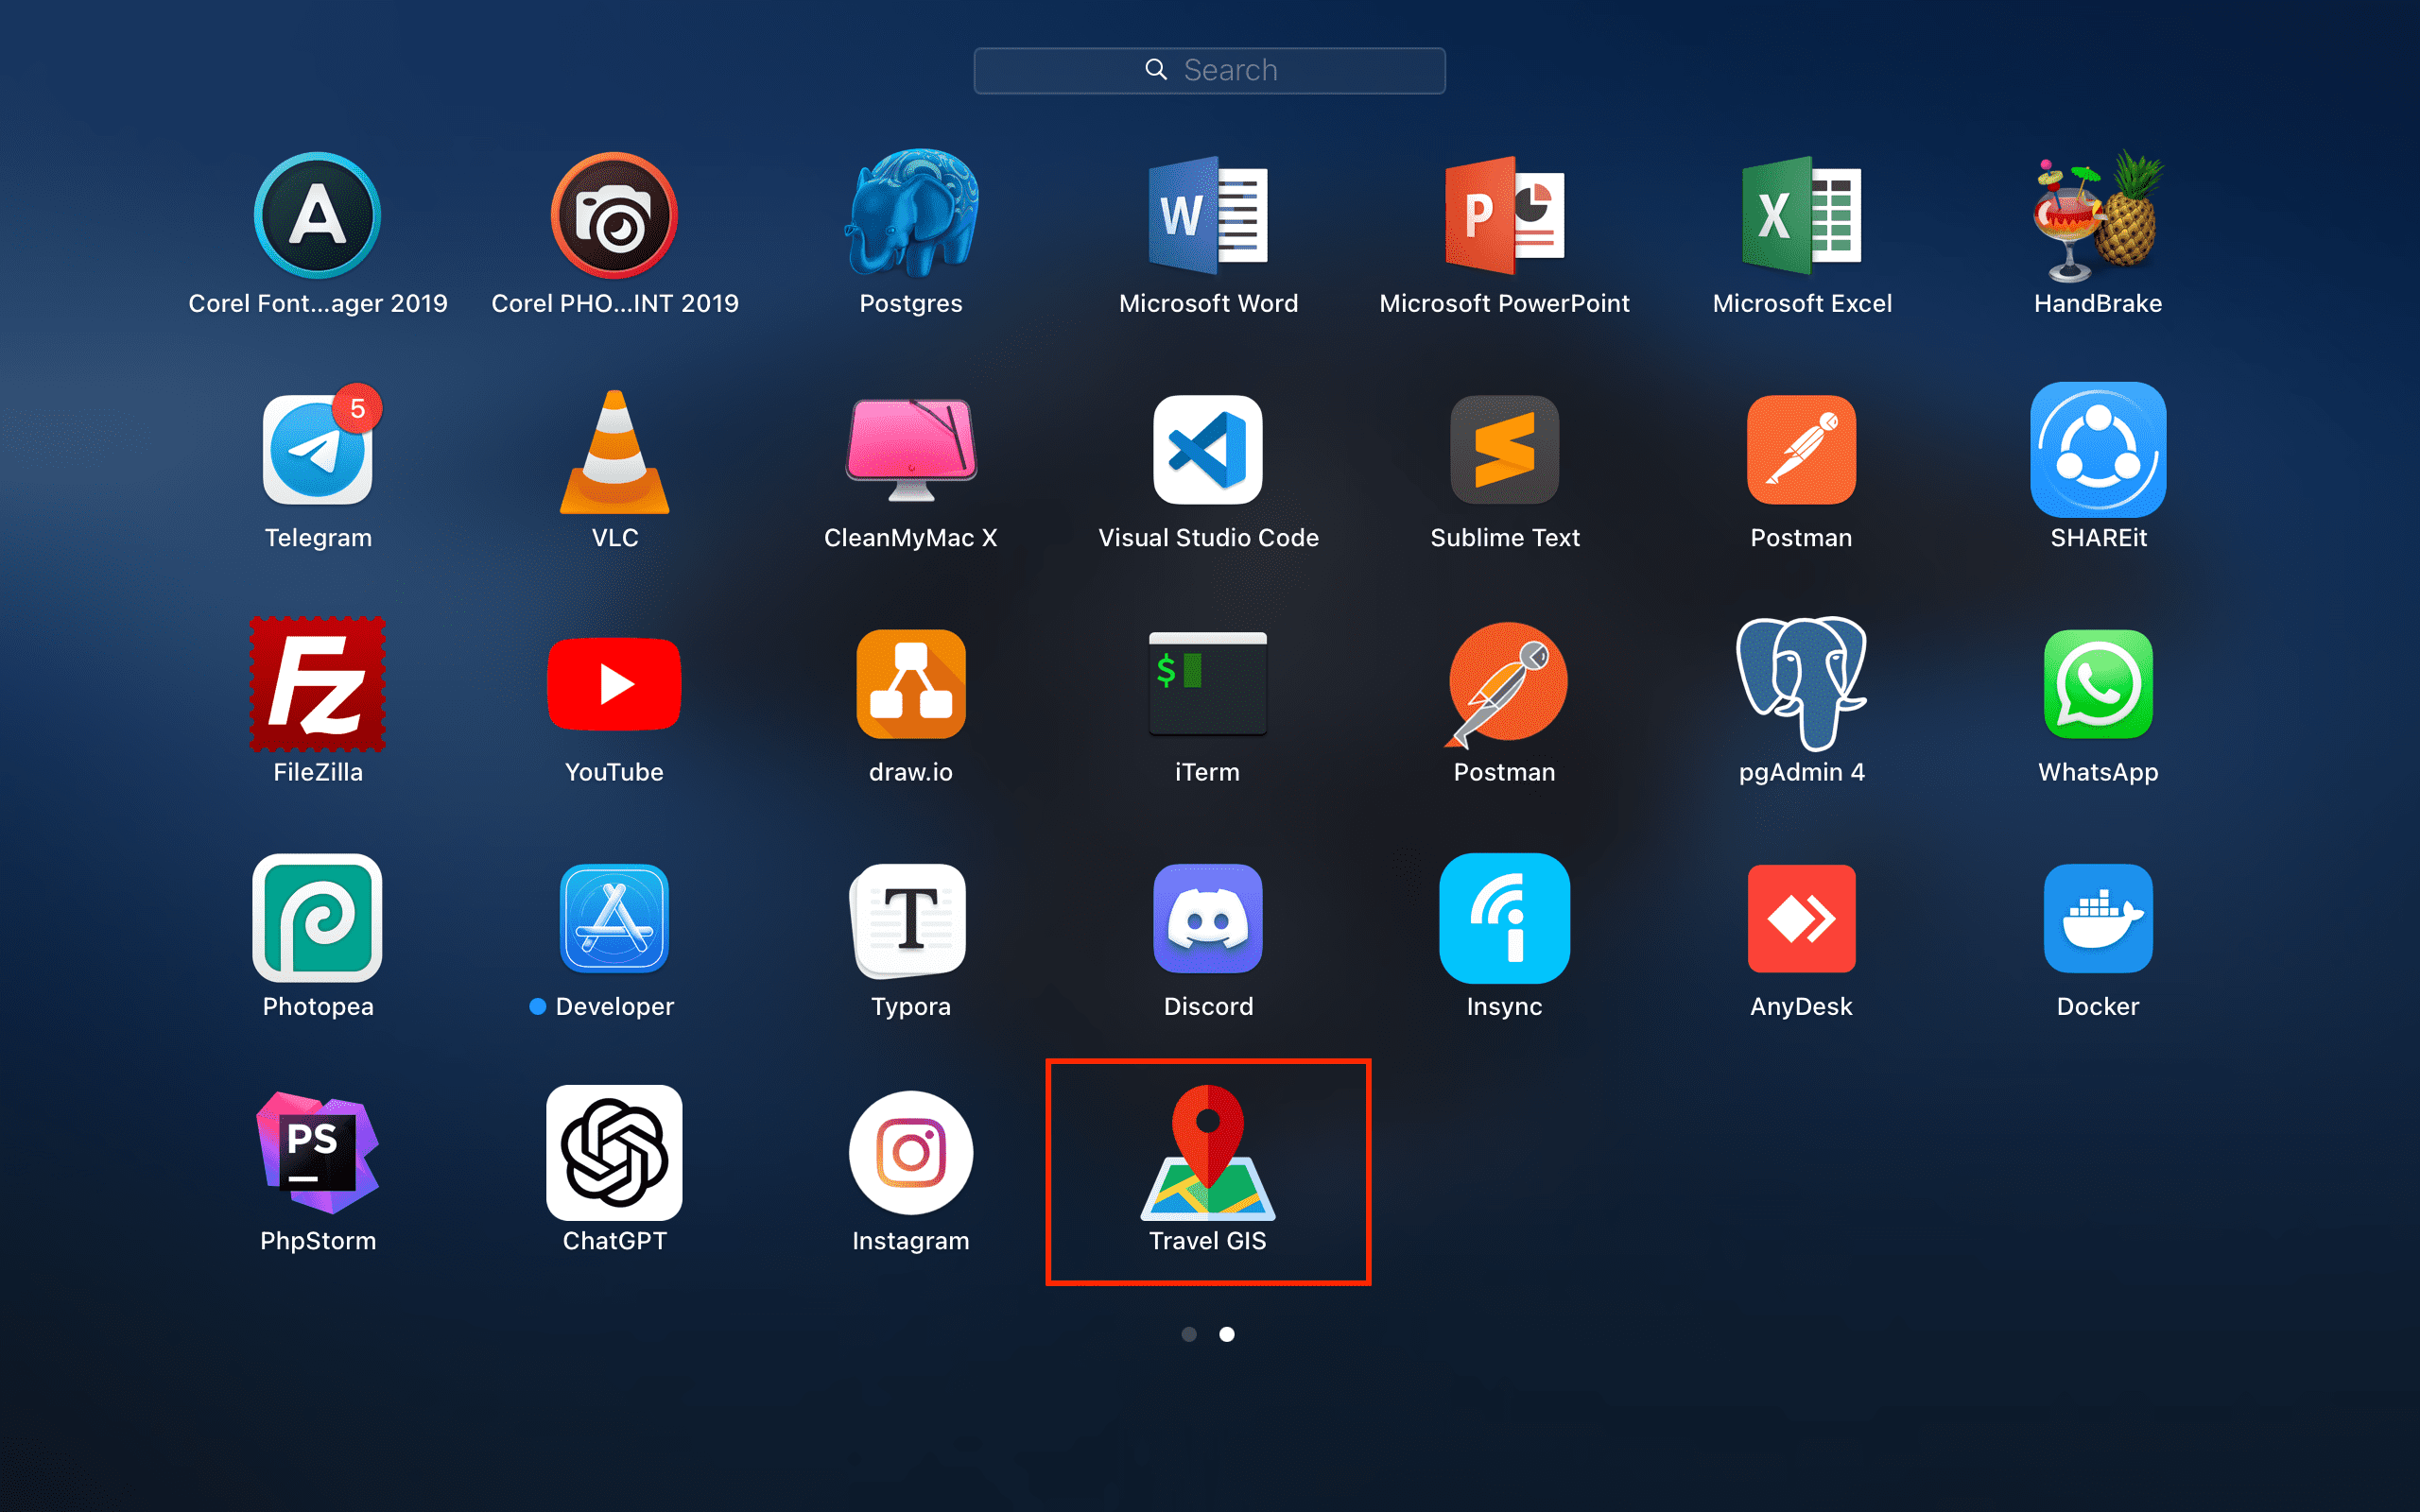 Search
Corel Font...ager 2019
Corel PHO...INT 2019
Postgres
Microsoft Word
Microsoft PowerPoint
Microsoft Excel
HandBrake
A
W
P
X
5
Telegram
VLC
CleanMyMac X
Visual Studio Code
Sublime Text
Postman
SHAREit
Fz
$
FileZilla
YouTube
draw.io
iTerm
Postman
pgAdmin 4
WhatsApp
T
Photopea
Developer
Typora
Discord
Insync
AnyDesk
Docker
PS
PhpStorm
ChatGPT
Instagram
Travel GIS